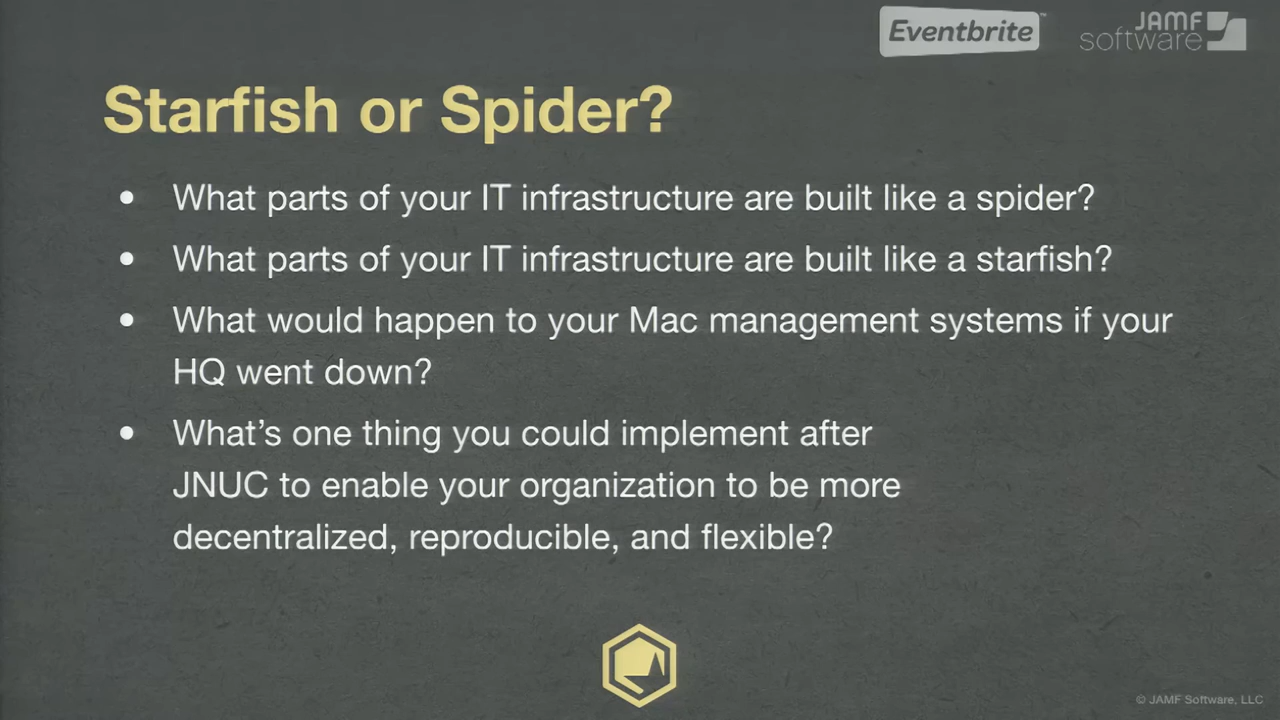 Eventbrite
JAMF
software
Starfish or Spider?
• What parts of your IT infrastructure are built like a spider?
• What parts of your IT infrastructure are built like a starfish?
• What would happen to your Mac management systems if your
HQ went down?
• What’s one thing you could implement after
JNUC to enable your organization to be more
decentralized, reproducible, and flexible?
© JAMF Software, LLC